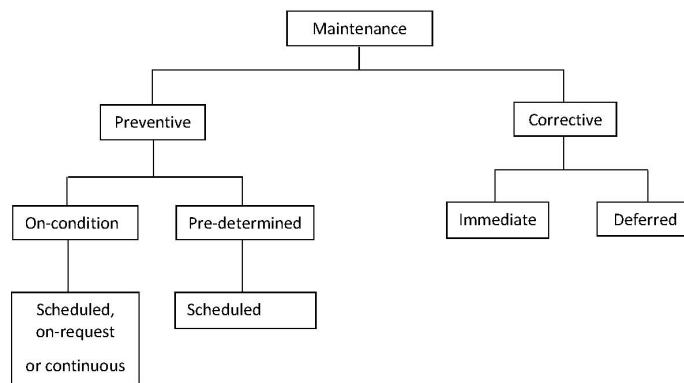 Maintenance
Preventive
Corrective
On-condition
Pre-determined
Immediate
Deferred
Scheduled,
on-request
or continuous
Scheduled